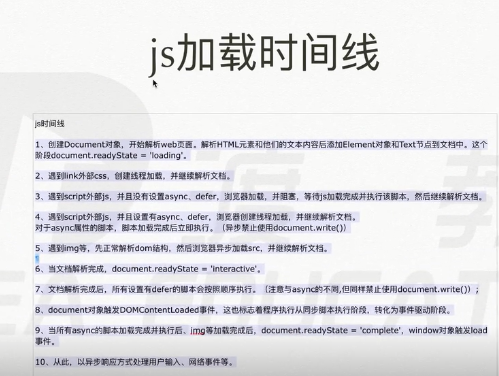 js加载时间线
js时间线
1、创建Document对象，开始解析web页面。解析HTML元素和他们的文本内容后添加Element对象和Text节点到文档中。这个
阶段document.readyState = 'loading'。
2、遇到link外部css，创建线程加载，并继续解析文档。
3、遇到script外部js，并且没有设置async、defer，浏览器加载，并阻塞，等待js加载完成并执行该脚本，然后继续解析文档。
4、遇到script外部js，并且设置有async、defer，浏览器创建线程加载，并继续解析文档。
对于async属性的脚本，脚本加载完成后立即执行。（异步禁止使用document.write()）
5、遇到img等，先正常解析dom结构，然后浏览器异步加载src，并继续解析文档。
6、当文档解析完成，document.readyState = 'interactive'。
7、文档解析完成后，所有设置有defer的脚本会按照顺序执行。（注意与async的不同,但同样禁止使用document.write()）;
8、document对象触发DOMContentLoaded事件，这也标志着程序执行从同步脚本执行阶段，转化为事件驱动阶段。
9、当所有async的脚本加载完成并执行后、img等加载完成后，document.readyState = 'complete'，window对象触发load
事件。
10、从此，以异步响应方式处理用户输入、网络事件等。